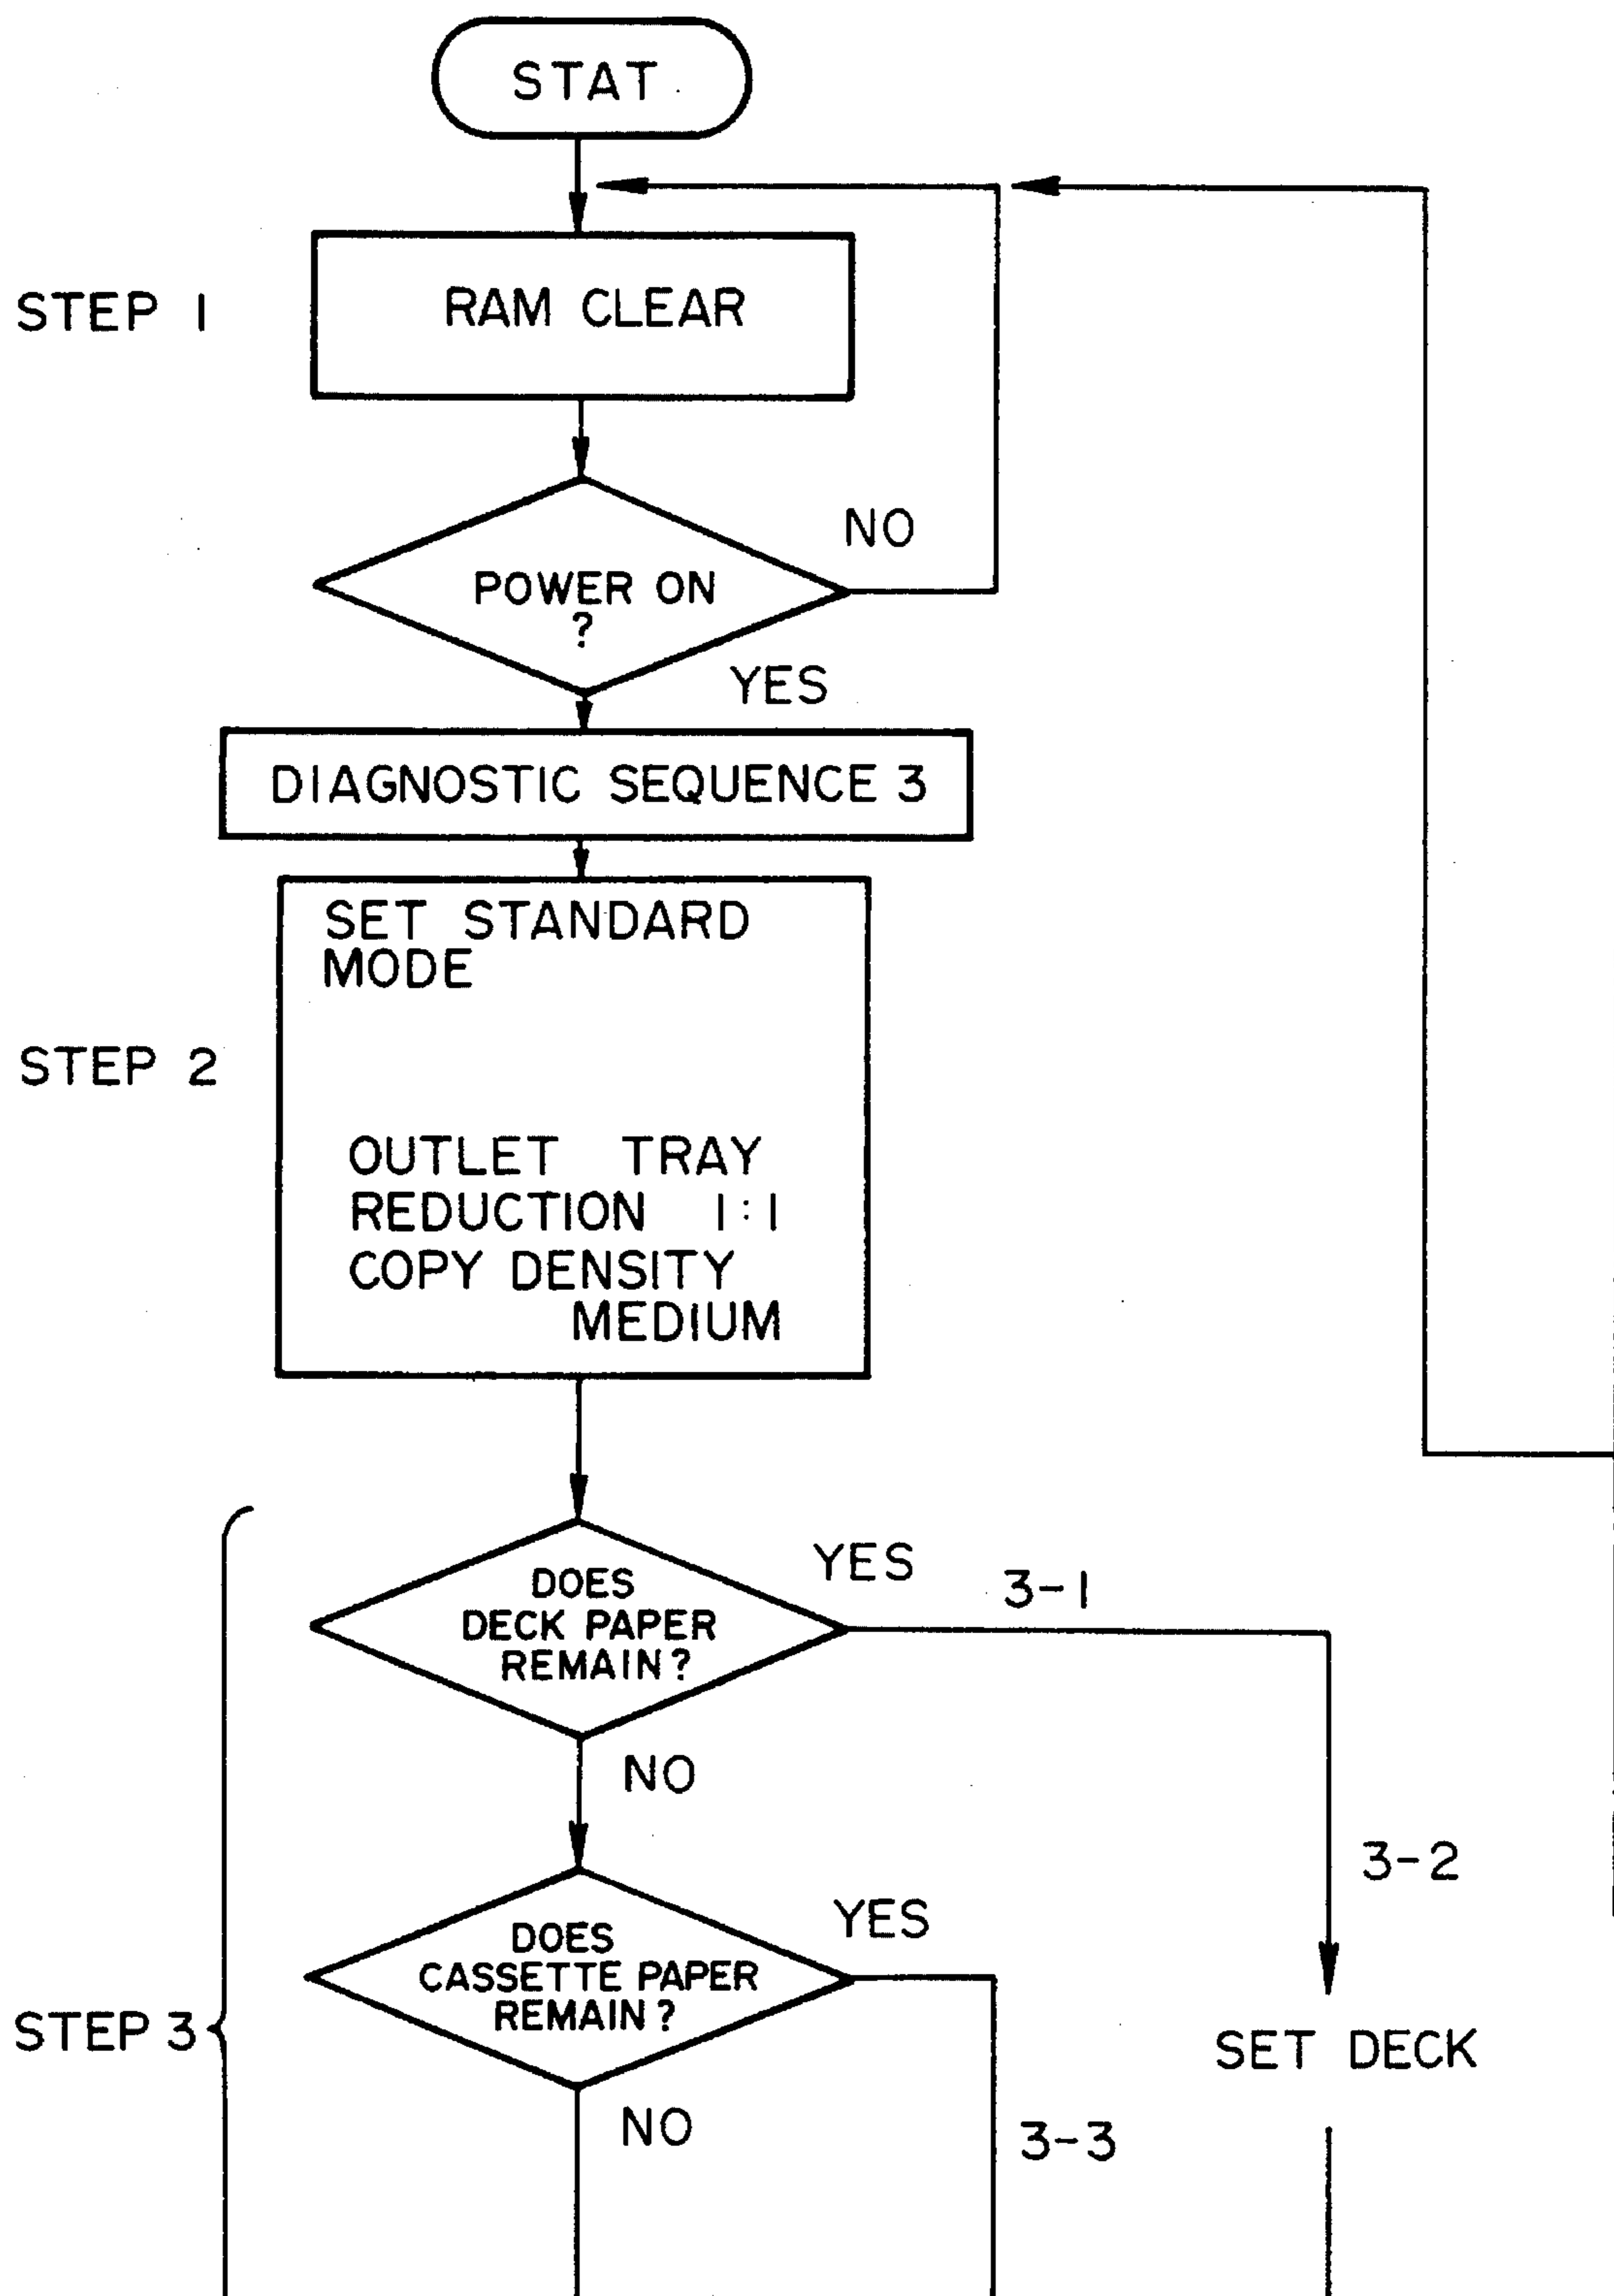 STAT
STEP 1
RAM CLEAR
NO
POWER ON
?
YES
DIAGNOSTIC SEQUENCE 3
SET STANDARD
MODE
STEP 2
OUTLET TRAY
REDUCTION 1:1
COPY DENSITY
MEDIUM
YES
3-1
DOES
DECK PAPER
REMAIN?
NO
3-2
YES
DOES
CASSETTE PAPER
REMAIN?
STEP 3
SET DECK
NO
3-3